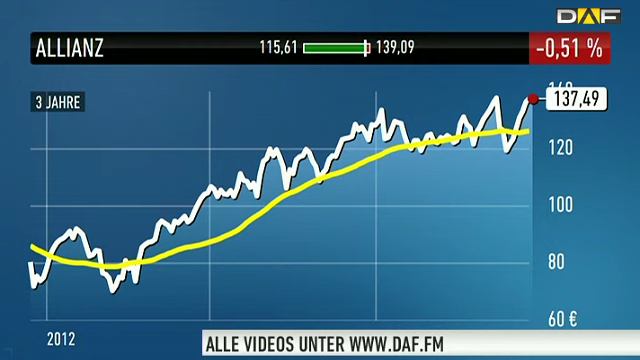 DAF
ALLIANZ
115,61 139,09
-0,51 %
3 JAHRE
140
137,49
120
100
80
60 €
2012
ALLE VIDEOS UNTER WWW.DAF.FM